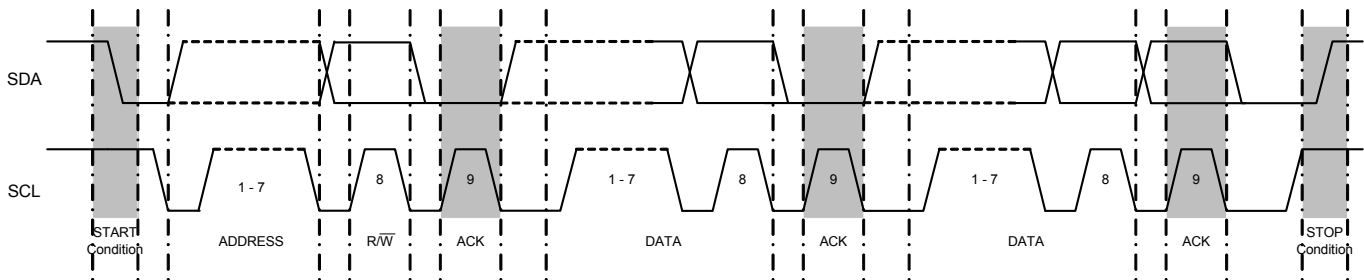 SDA
SCL
1 - 7
8
9
1 - 7
8
9
1 - 7
8
9
START
Condition
ADDRESS
R/W̅
ACK
DATA
ACK
DATA
ACK
STOP
Condition